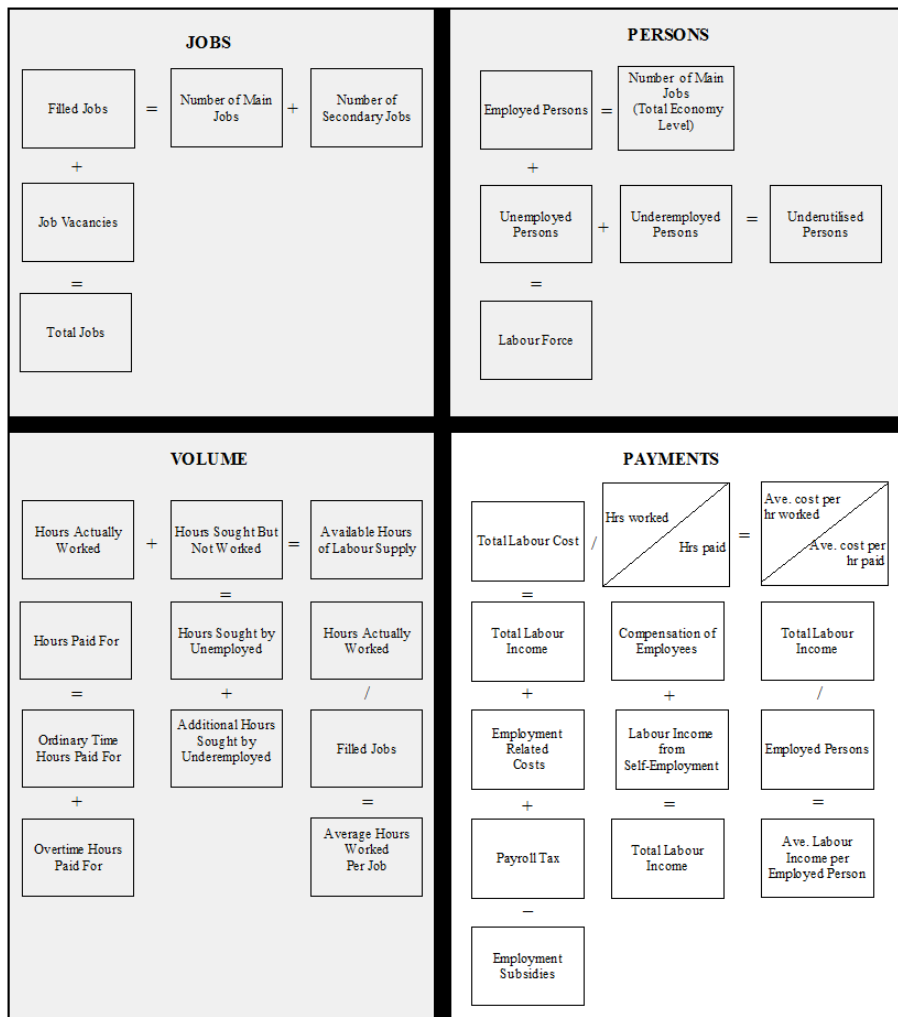 JOBS
Filled Jobs
=
Number of Main
Jobs
+
Number of
Secondary Jobs
+
Job Vacancies
=
Total Jobs
PERSONS
Employed Persons
=
Number of Main
Jobs
(Total Economy
Level)
+
Unemployed
Persons
+
Underemployed
Persons
=
Underutilised
Persons
=
Labour Force
VOLUME
Hours Actually
Worked
+
Hours Sought But
Not Worked
=
Available Hours
of Labour Supply
=
Hours Paid For
Hours Sought by
Unemployed
Hours Actually
Worked
=
+
/
Ordinary Time
Hours Paid For
Additional Hours
Sought by
Underemployed
Filled Jobs
+
=
Overtime Hours
Paid For
Average Hours
Worked
Per Job
PAYMENTS
Total Labour Cost
/
Hrs worked
Hrs paid
=
Ave. cost per
hr worked
Ave. cost per
hr paid
=
Total Labour
Income
Compensation of
Employees
Total Labour
Income
+
+
/
Employment
Related
Costs
Labour Income
from
Self-Employment
Employed Persons
+
=
=
Payroll Tax
Total Labour
Income
Ave. Labour
Income per
Employed Person
−
Employment
Subsidies